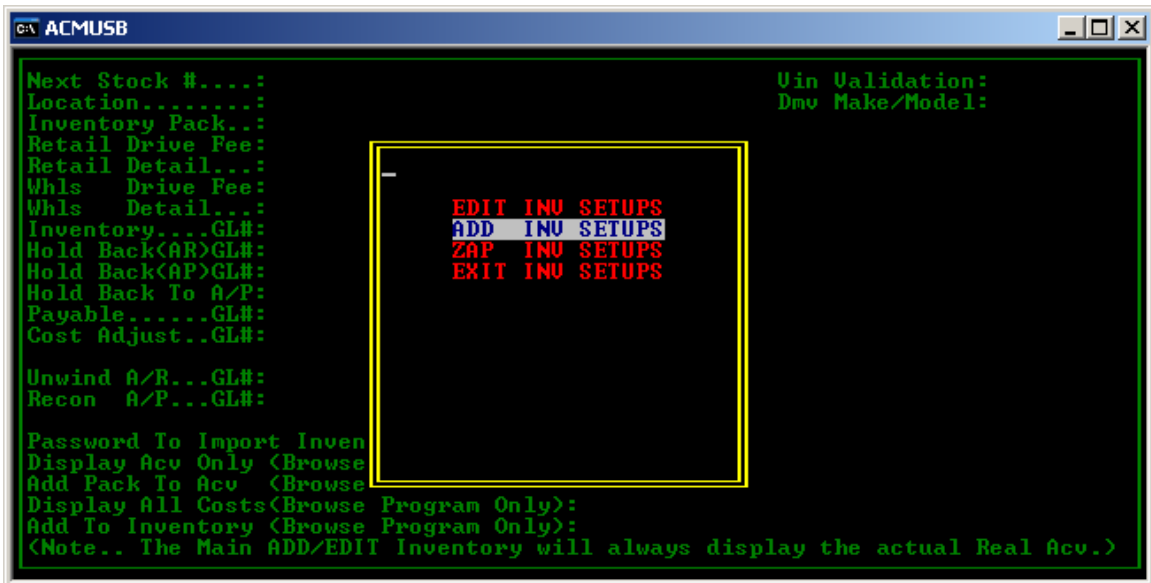 ACMUSB
Next Stock #....: Vin Validation:
Location........: Dmv Make/Model:
Inventory Pack..:
Retail Drive Fee:
Retail Detail...:
Whls   Drive Fee:
Whls   Detail...:
EDIT INV SETUPS
Inventory....GL#:
ADD  INV SETUPS
Hold Back(AR)GL#:
ZAP  INV SETUPS
Hold Back(AP)GL#:
EXIT INV SETUPS
Hold Back To A/P:
Payable......GL#:
Cost Adjust..GL#:
Unwind A/R...GL#:
Recon  A/P...GL#:
Password To Import Inven
Display Acv Only (Browse
Add Pack To Acv  (Browse
Display All Costs(Browse Program Only):
Add To Inventory (Browse Program Only):
(Note.. The Main ADD/EDIT Inventory will always display the actual Real Acv.)